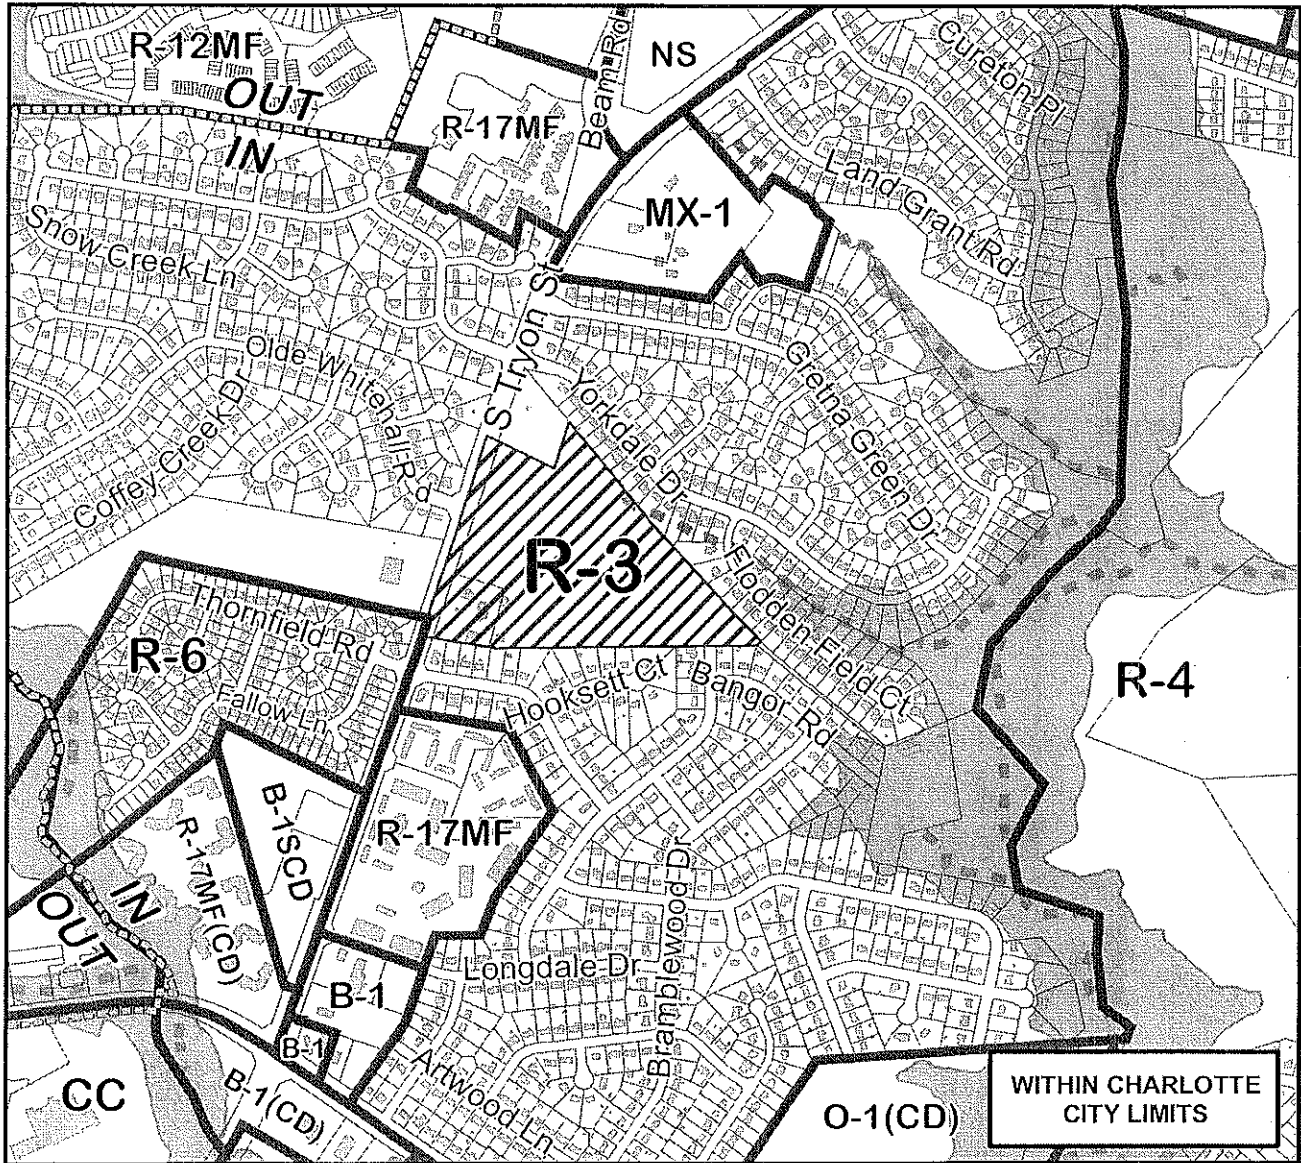 R-12MF
OUT
IN
R-17MF
Beam Rd
NS
Cureton Pl
Land Grant Rd
MX-1
Snow Creek Ln
S Tryon St
Olde Whitehall Rd
Coffey Creek Dr
Gretna Green Dr
Yorkdale Dr
R-3
Flodden Field Ct
Thornfield Rd
R-6
Fallow Ln
Hooksett Ct
Bangor Rd
R-4
B-1SCD
R-17MF
R-17MF(CD)
IN
OUT
Longdale Dr
Bramblewood Dr
B-1
B-1
Artwood Ln
CC
B-1(CD)
O-1(CD)
WITHIN CHARLOTTE
CITY LIMITS